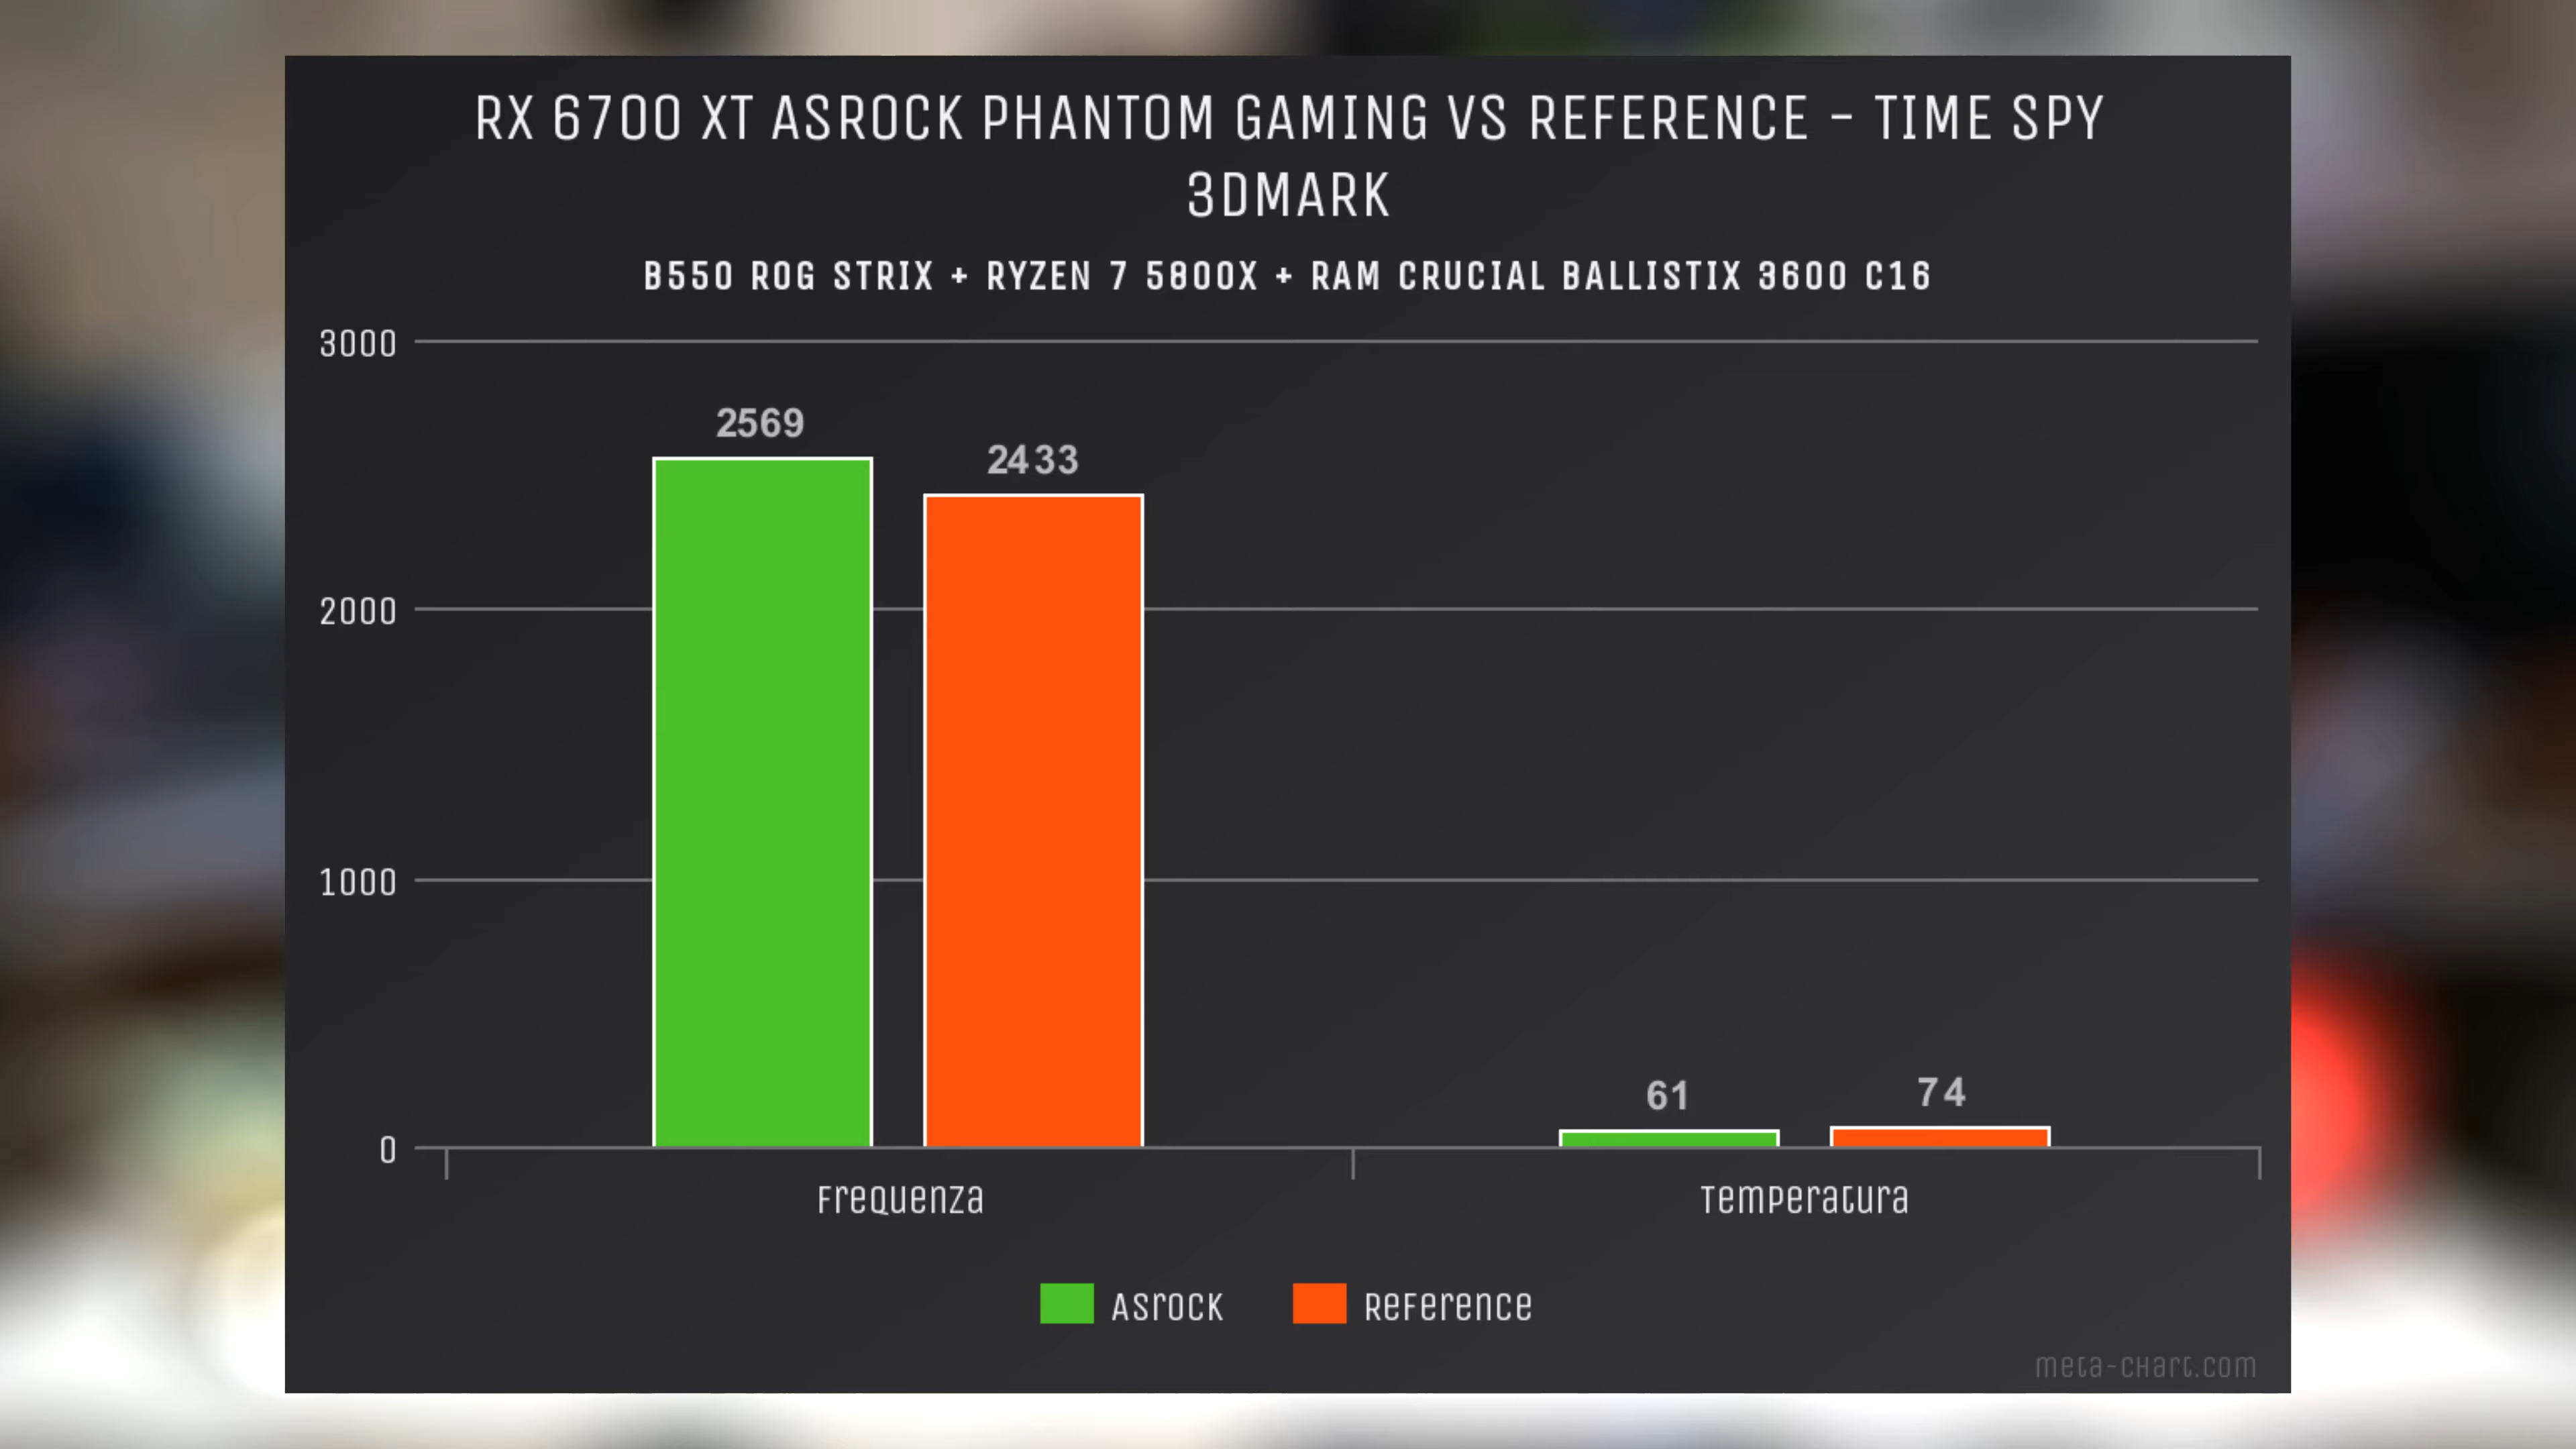 RX 6700 XT ASROCK PHANTOM GAMING VS REFERENCE - TIME SPY
3DMARK
B550 ROG STRIX + RYZEN 7 5800X + RAM CRUCIAL BALLISTIX 3600 C16
3000
2569
2433
2000
1000
61
74
0
Frequenza
Temperatura
Asrock
Reference
meta-chart.com